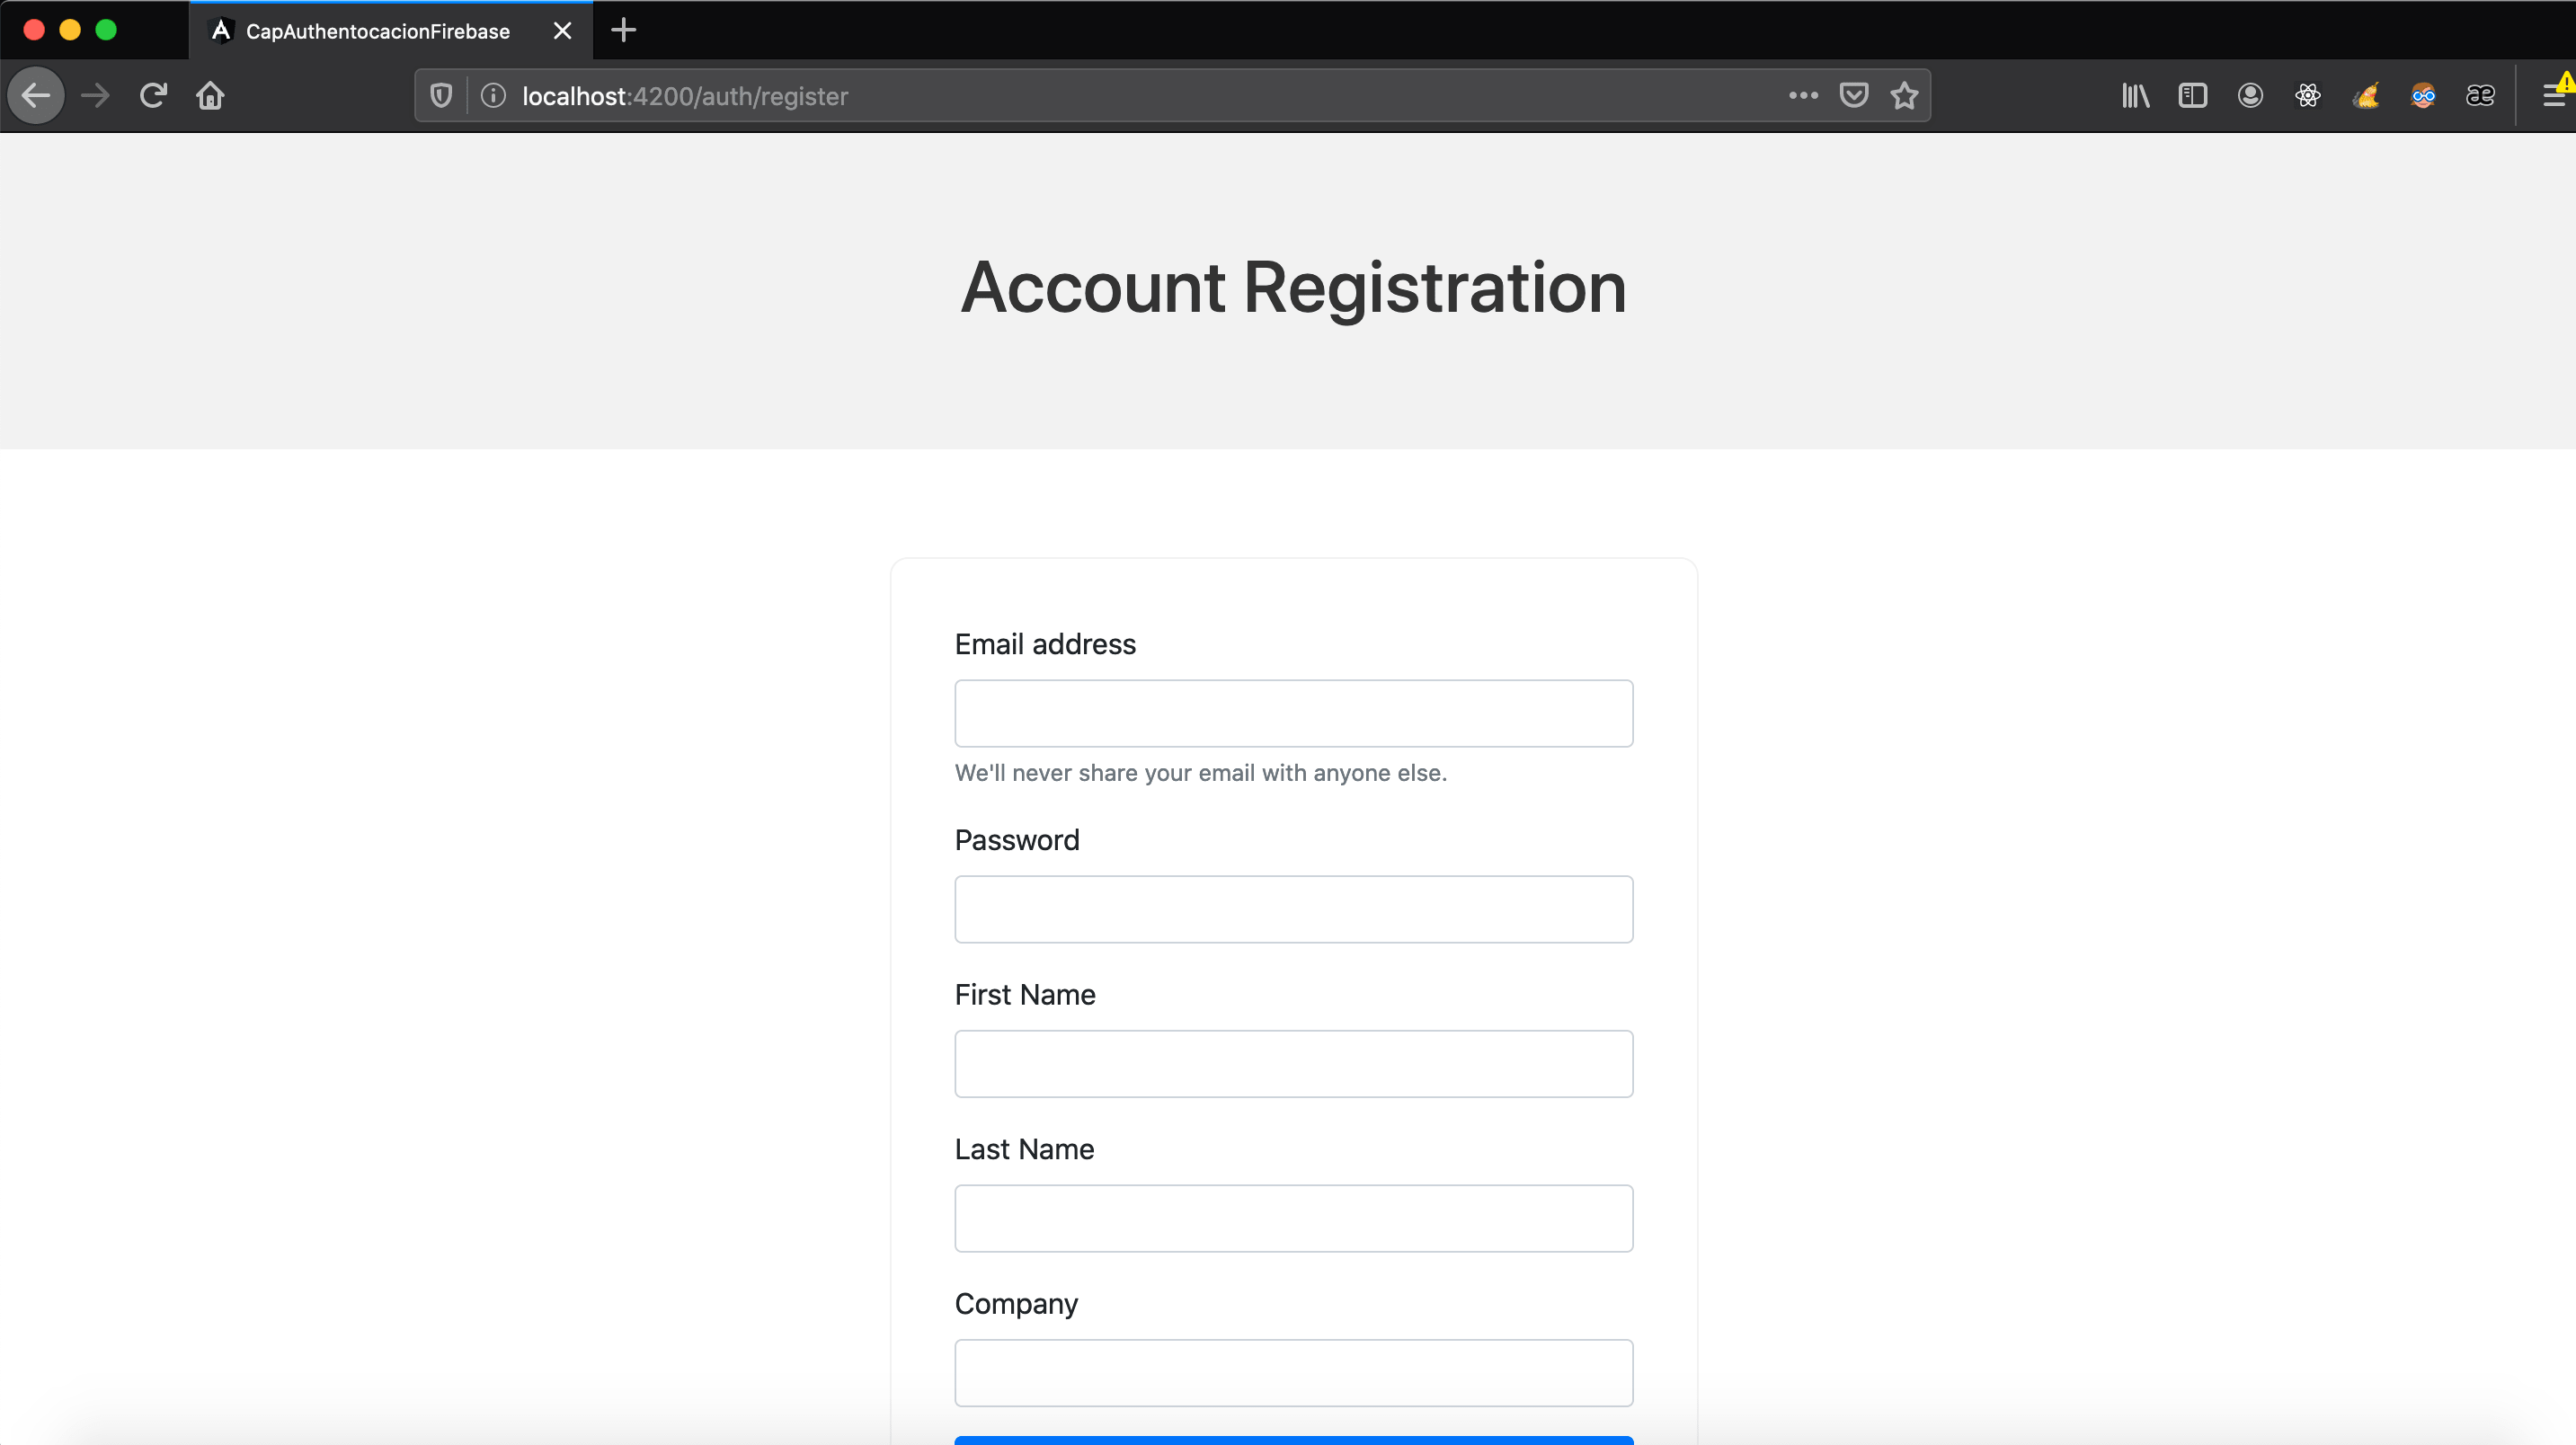 CapAuthentocacionFirebase
localhost:4200/auth/register
Account Registration
Email address
We'll never share your email with anyone else.
Password
First Name
Last Name
Company